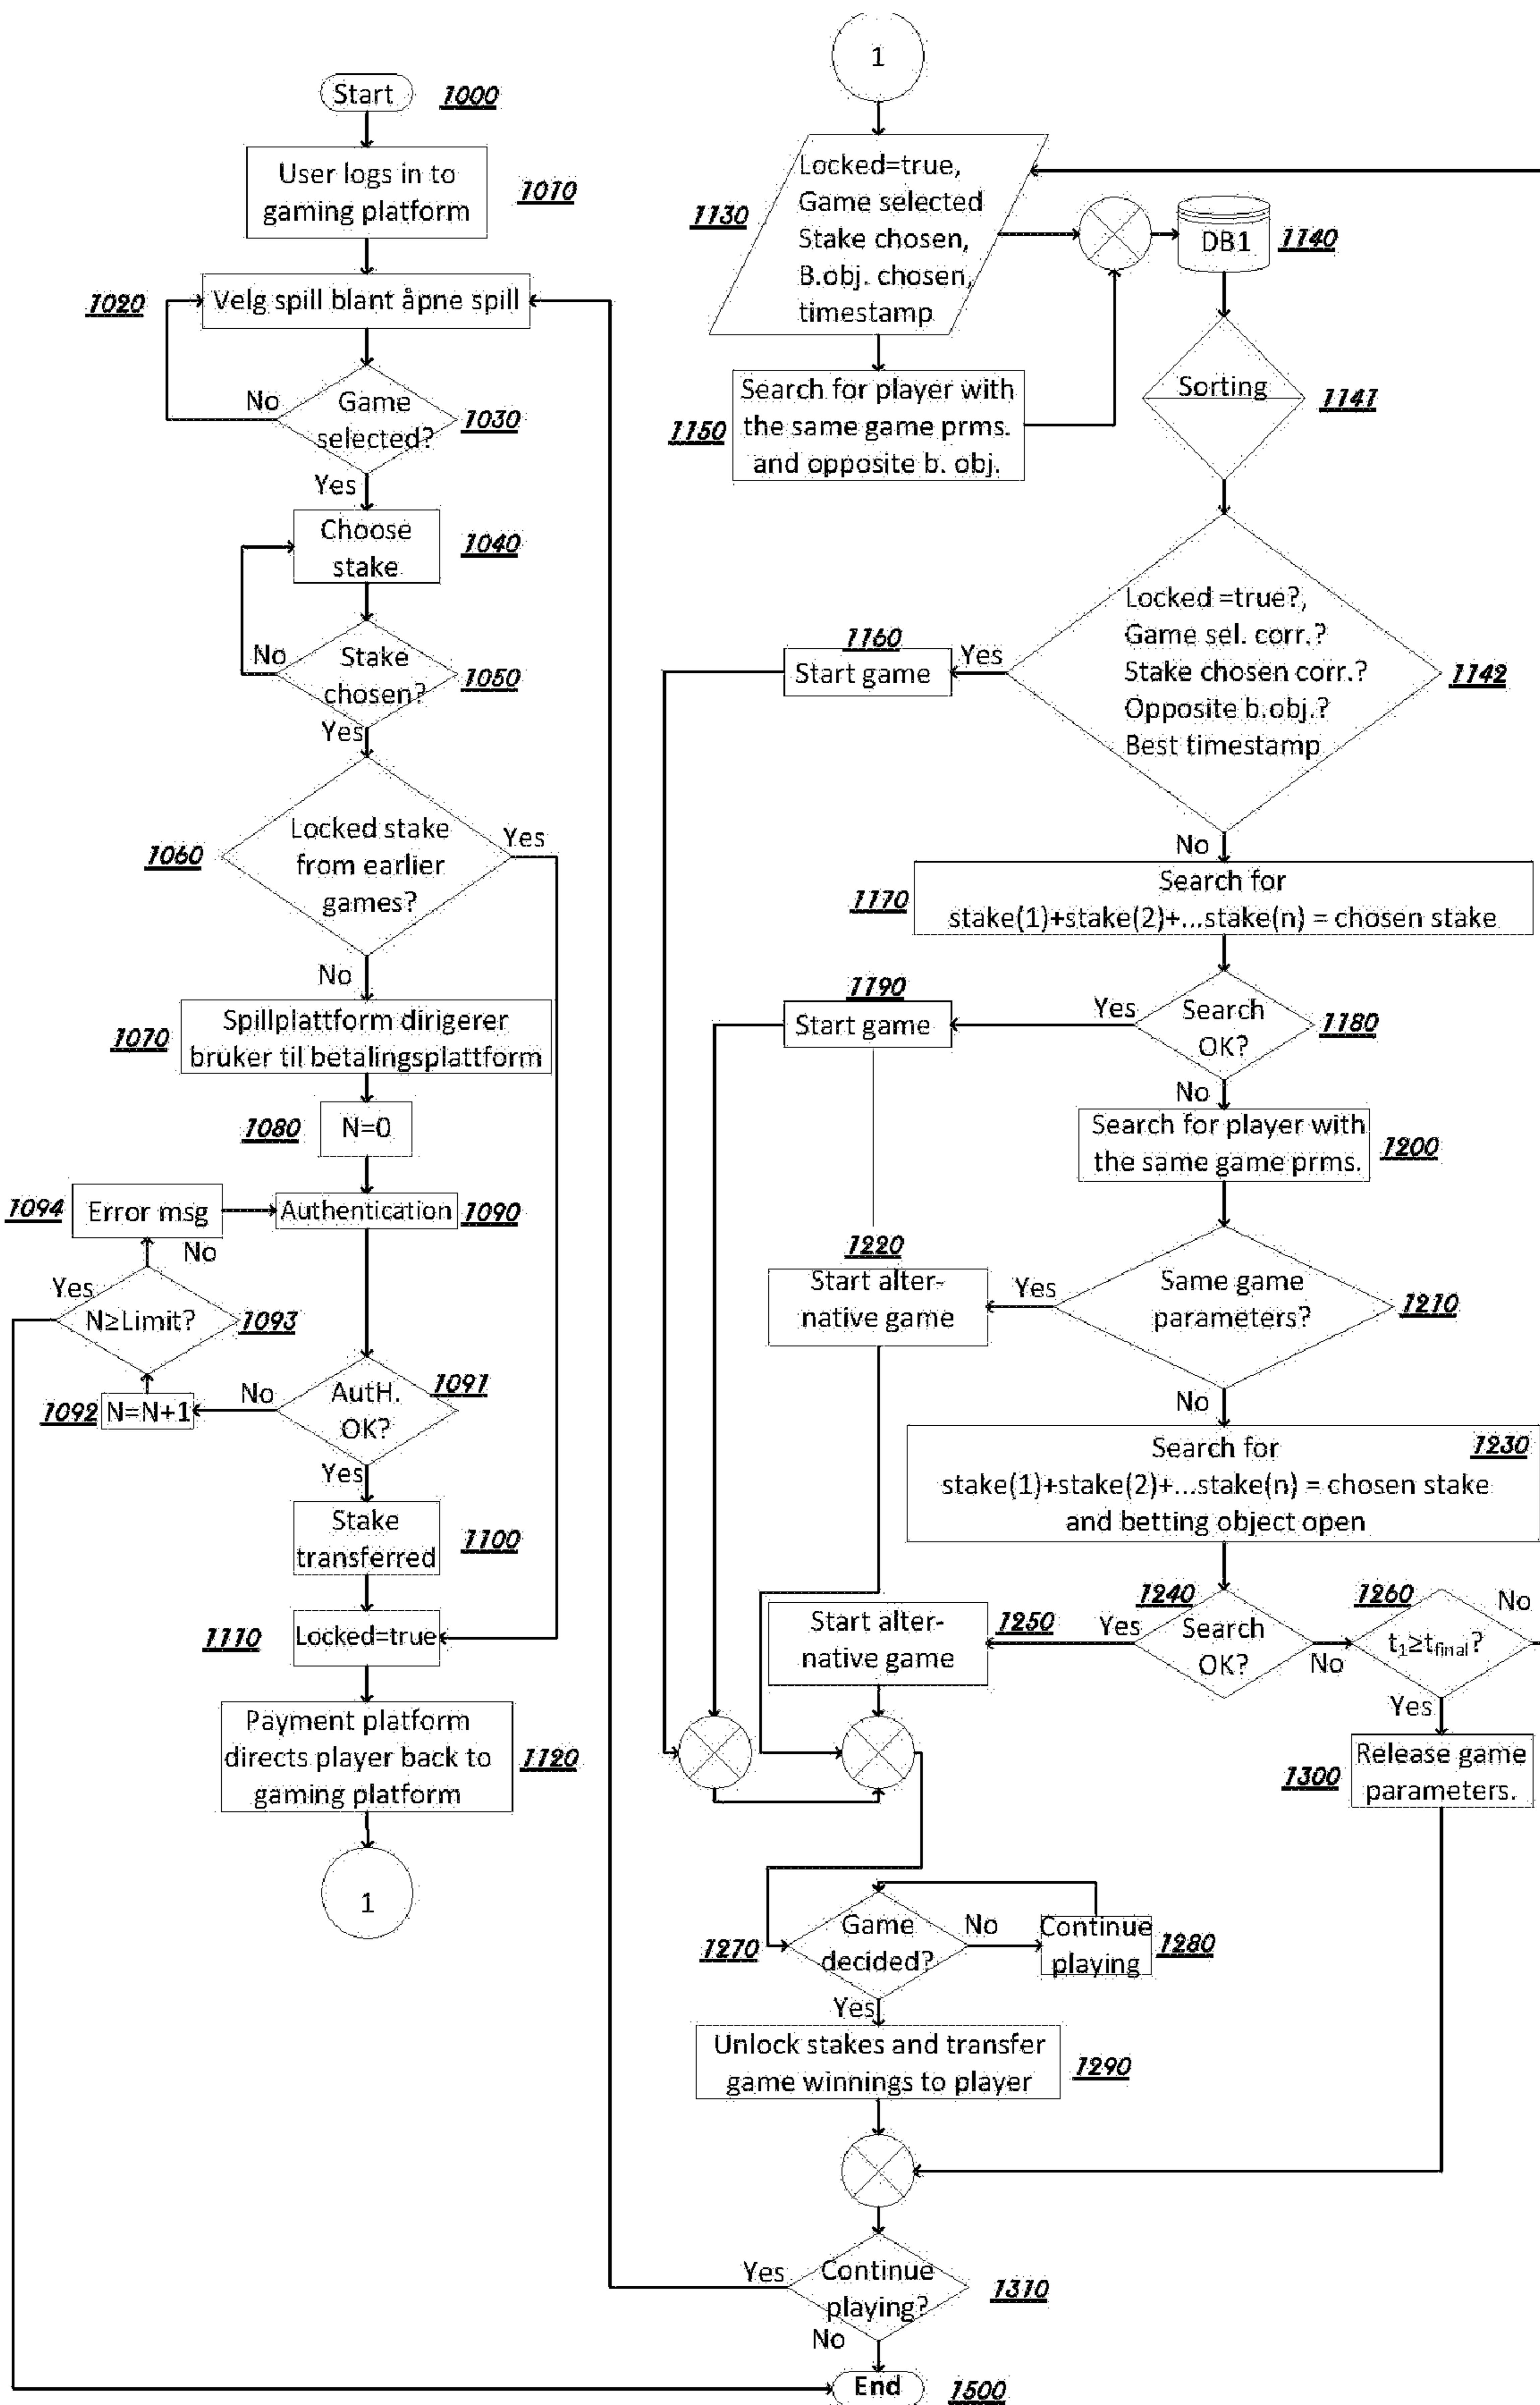 Start
1000
User logs in to
gaming platform
1010
1020
Velg spill blant åpne spill
No
Game
selected?
1030
Yes
Choose
stake
1040
No
Stake
chosen?
1050
Yes
1060
Locked stake
from earlier
games?
Yes
No
1070
Spillplattform dirigerer
bruker til betalingsplattform
1080
N=0
1094
Error msg
Authentication
1090
No
Yes
N≥Limit?
1093
1092
N=N+1
No
AutH.
OK?
1091
Yes
Stake
transferred
1100
1110
Locked=true
Payment platform
directs player back to
gaming platform
1120
1
1
1130
Locked=true,
Game selected
Stake chosen,
B.obj. chosen,
timestamp
DB1
1140
1150
Search for player with
the same game prms.
and opposite b. obj.
Sorting
1141
Locked =true?,
Game sel. corr.?
Stake chosen corr.?
Opposite b.obj.?
Best timestamp
1142
Yes
1160
Start game
No
1170
Search for
stake(1)+stake(2)+...stake(n) = chosen stake
1190
Start game
Yes
Search
OK?
1180
No
Search for player with
the same game prms.
1200
1220
Start alter-
native game
Yes
Same game
parameters?
1210
No
Search for
1230
stake(1)+stake(2)+...stake(n) = chosen stake
and betting object open
1240
Search
OK?
Yes
No
1250
Start alter-
native game
1260
t1≥tfinal?
No
Yes
1300
Release game
parameters.
1270
Game
decided?
No
Continue
playing
1280
Yes
Unlock stakes and transfer
game winnings to player
1290
Yes
Continue
playing?
1310
No
End
1500